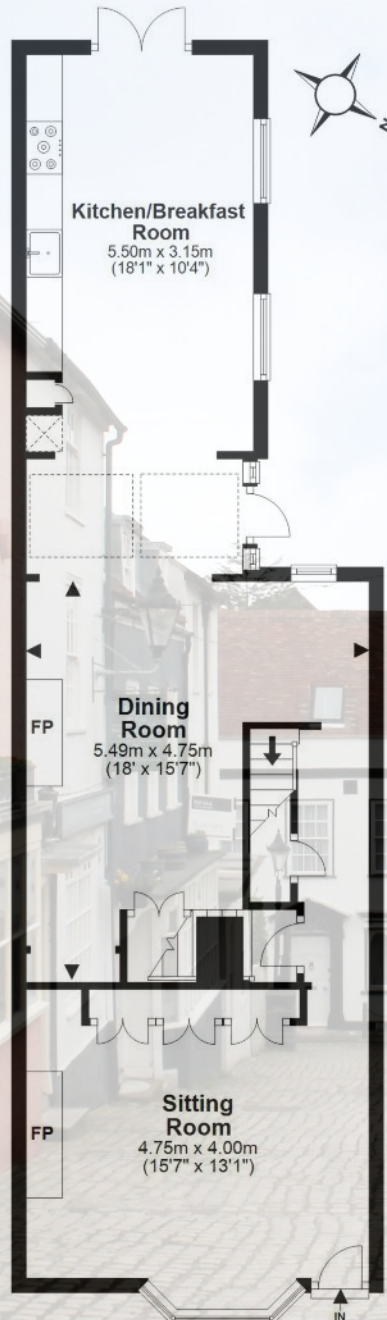 N
Kitchen/Breakfast
Room
5.50m x 3.15m
(18'1" x 10'4")
FP
Dining
Room
5.49m x 4.75m
(18' x 15'7")
Sitting
Room
4.75m x 4.00m
(15'7" x 13'1")
FP
IN